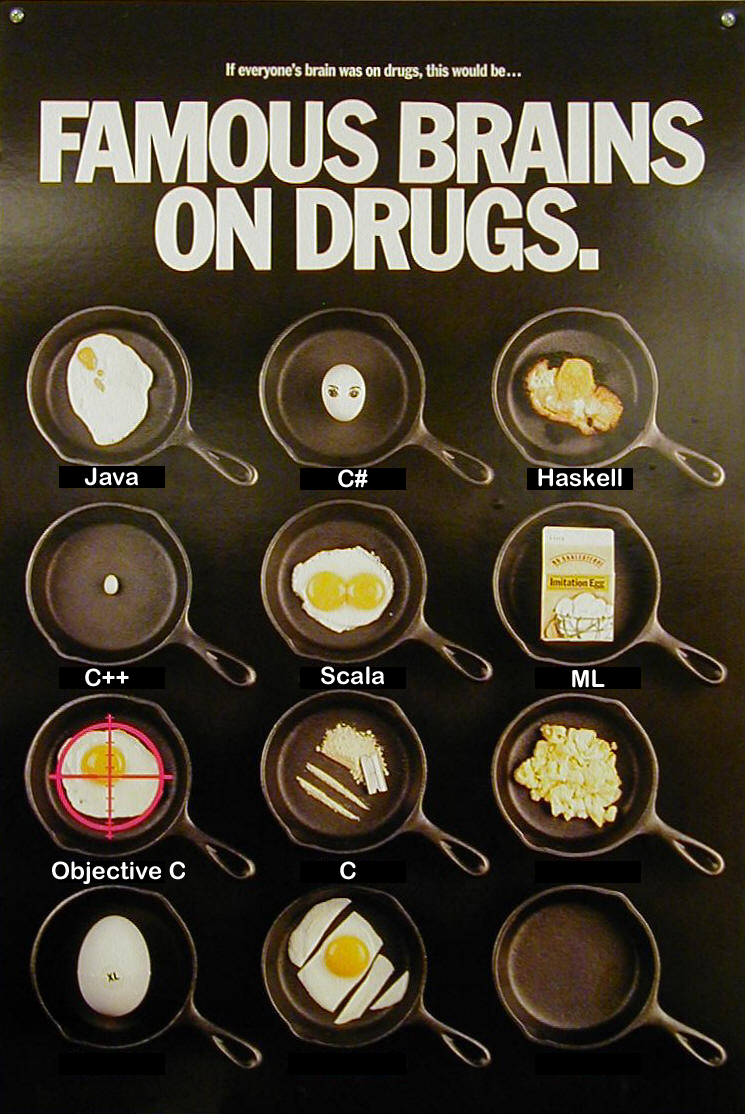 If everyone's brain was on drugs, this would be...
FAMOUS BRAINS
ON DRUGS.
Java
C#
Haskell
C++
Scala
Imitation Egg
ML
Objective C
C
XL